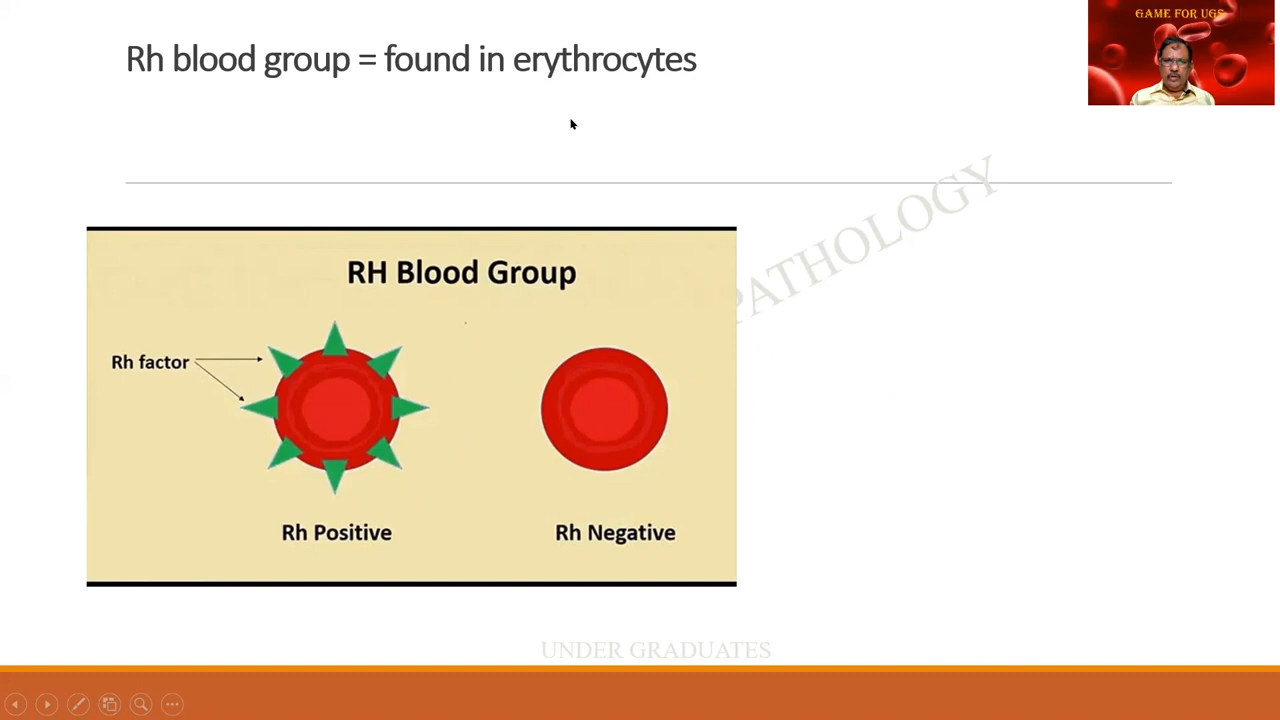 GAME FOR UGS
Rh blood group = found in erythrocytes
PATHOLOGY
RH Blood Group
Rh factor
Rh Positive
Rh Negative
UNDER GRADUATES